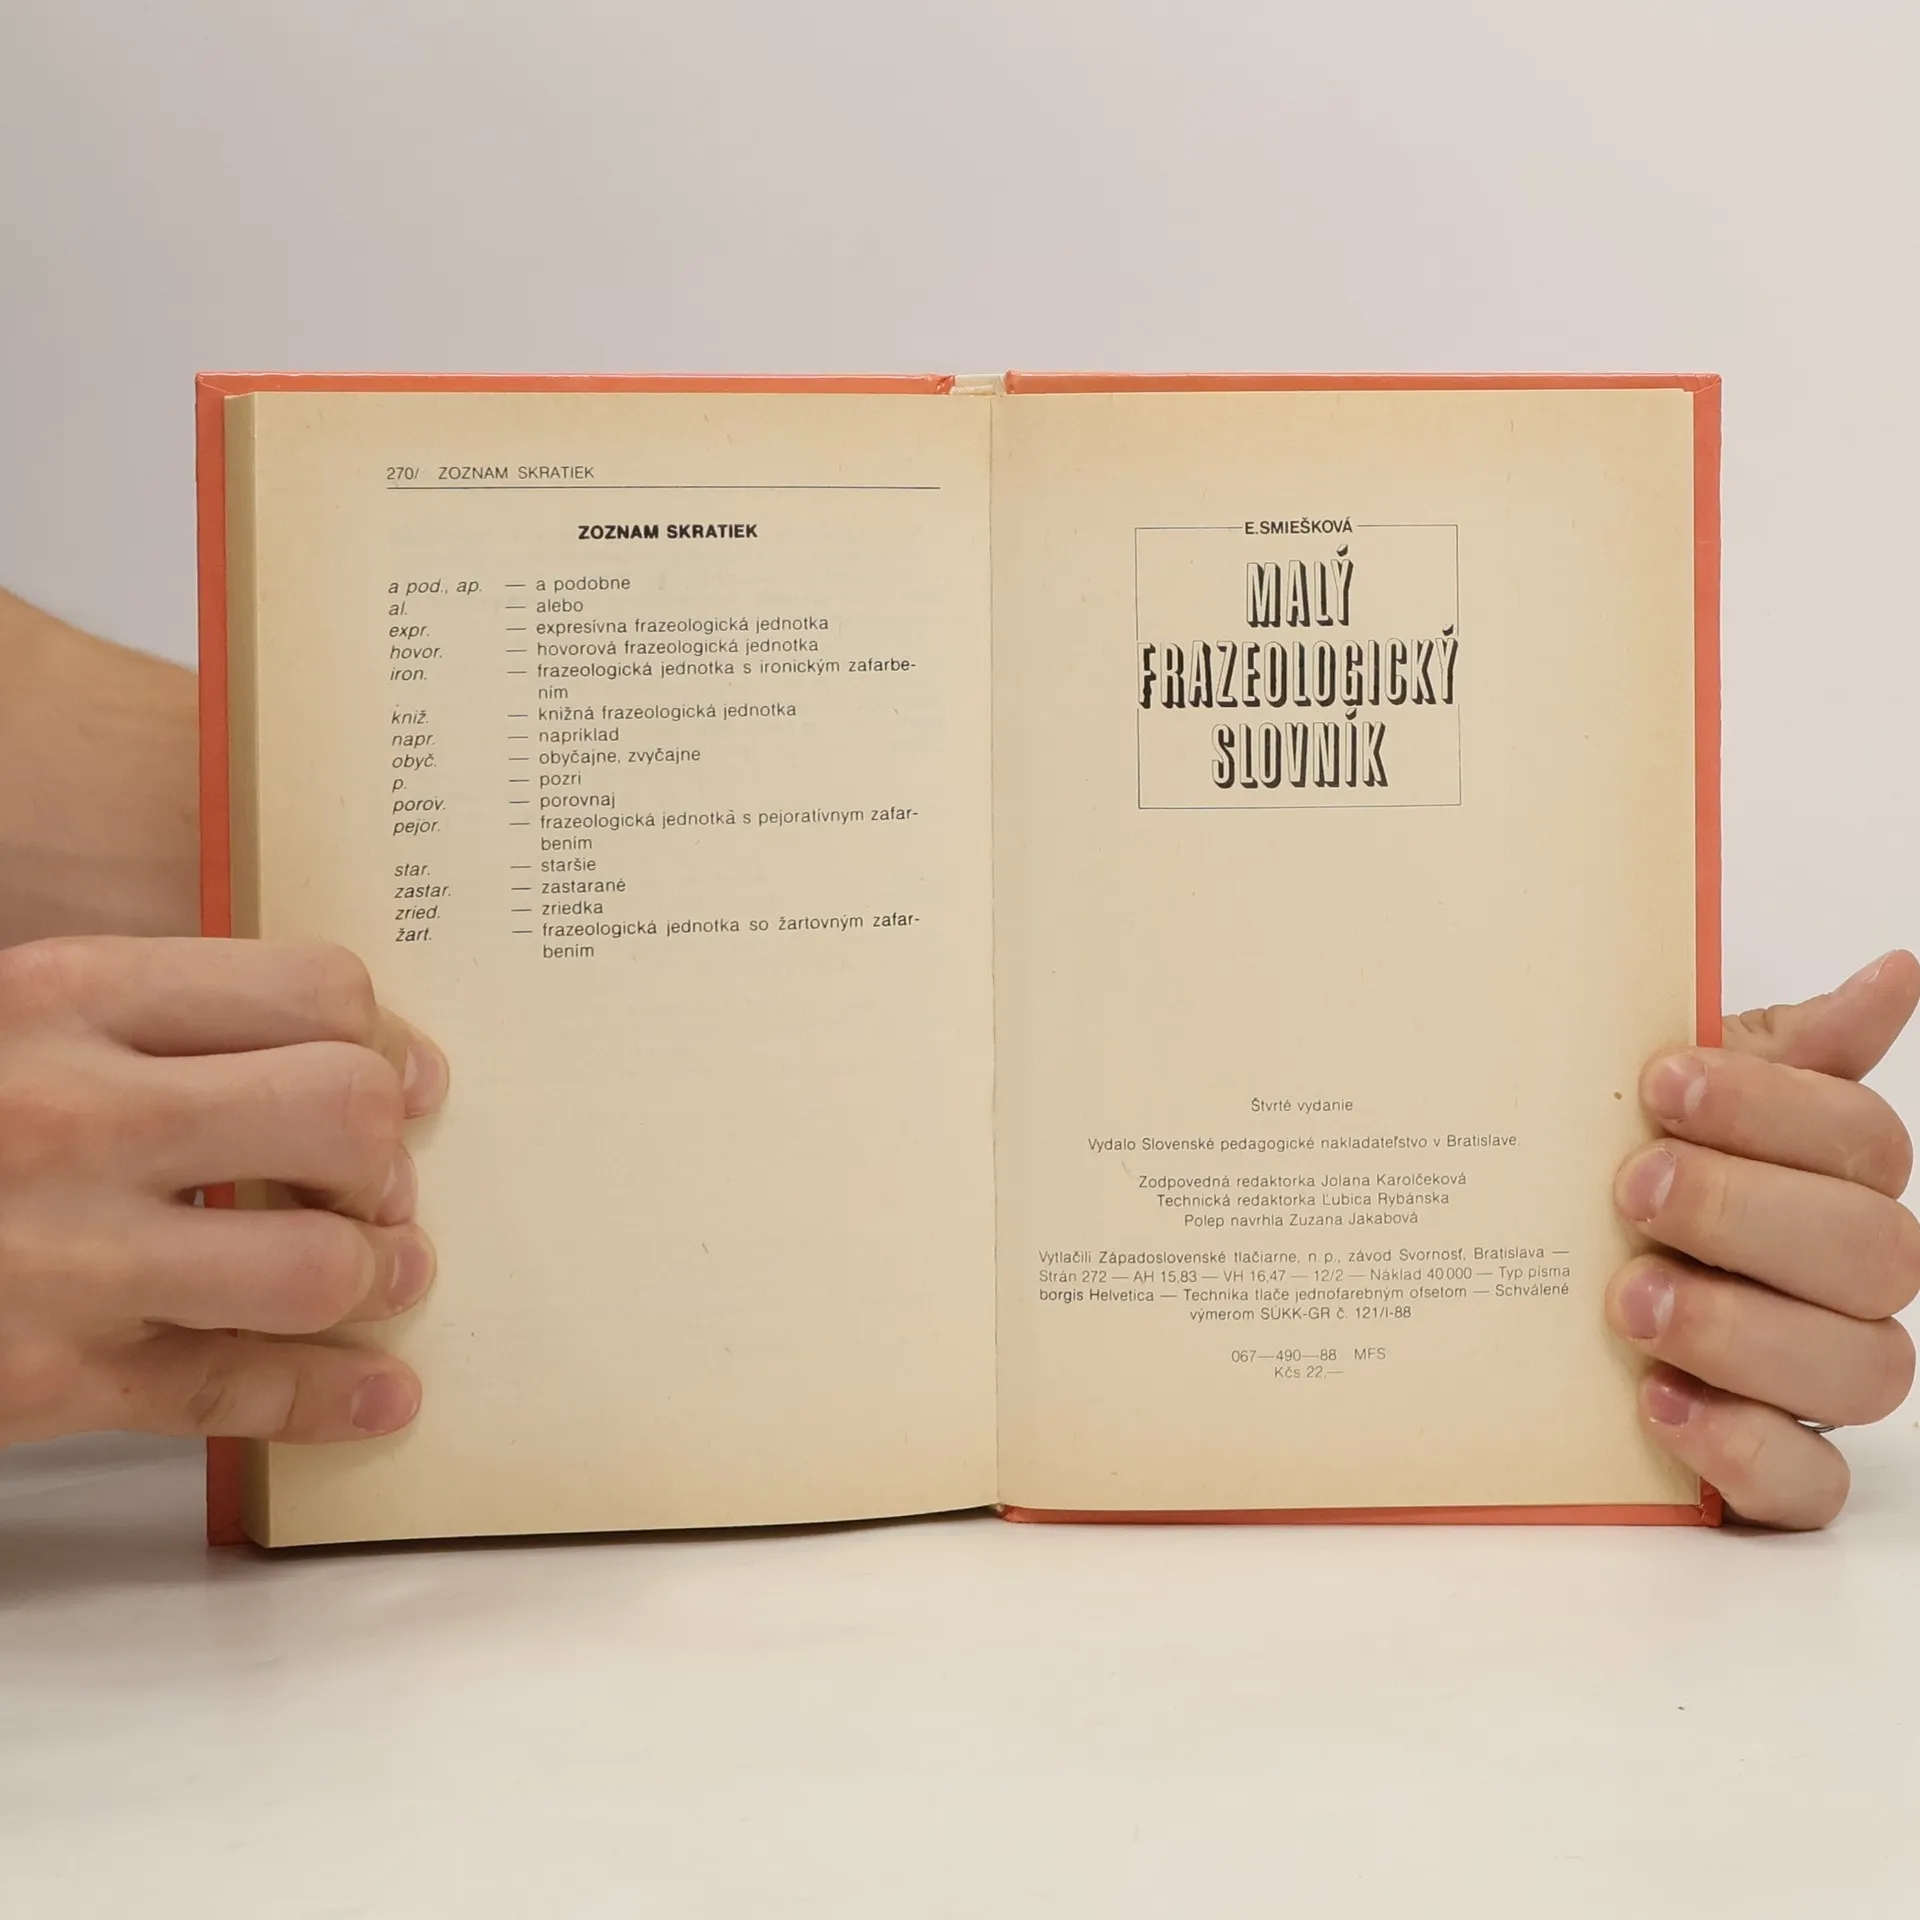 270/ ZOZNAM SKRATIEK
ZOZNAM SKRATIEK
a pod., ap. — a podobne
al. — alebo
expr. — expresívna frazeologická jednotka
hovor. — hovorová frazeologická jednotka
iron. — frazeologická jednotka s ironickým zafarbe-
ním
kniž. — knižná frazeologická jednotka
napr. — napríklad
obyč. — obyčajne, zvyčajne
p. — pozri
porov. — porovnaj
pejor. — frazeologická jednotka s pejoratívnym zafar-
bením
star. — staršie
zastar. — zastarané
zried. — zriedka
žart. — frazeologická jednotka so žartovným zafar-
bením
E. SMIEŠKOVÁ
MALÝ
FRAZEOLOGICKÝ
SLOVNÍK
Štvrté vydanie
Vydalo Slovenské pedagogické nakladateľstvo v Bratislave.
Zodpovedná redaktorka Jolana Karolčeková
Technická redaktorka Ľubica Rybánska
Polep navrhla Zuzana Jakabová
Vytlačili Západoslovenské tlačiarne, n. p., závod Svornosť, Bratislava —
Strán 272 — AH 15,83 — VH 16,47 — 12/2 — Náklad 40 000 — Typ písma
borgis Helvetica — Technika tlače jednofarebným ofsetom — Schválené
výmerom SÚKK-GR č. 121/I-88
067—490—88 MFS
Kčs 22,—